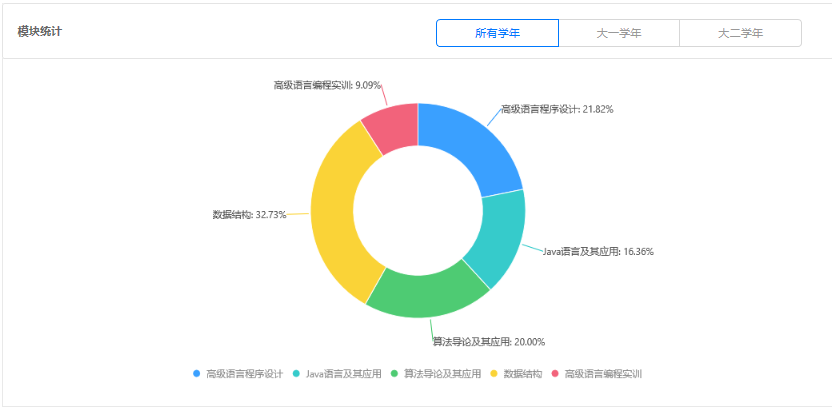 模块统计
所有学年 大一学年 大二学年
高级语言编程实训: 9.09%
高级语言程序设计: 21.82%
数据结构: 32.73%
Java语言及其应用: 16.36%
算法导论及其应用: 20.00%
高级语言程序设计 Java语言及其应用 算法导论及其应用 数据结构 高级语言编程实训